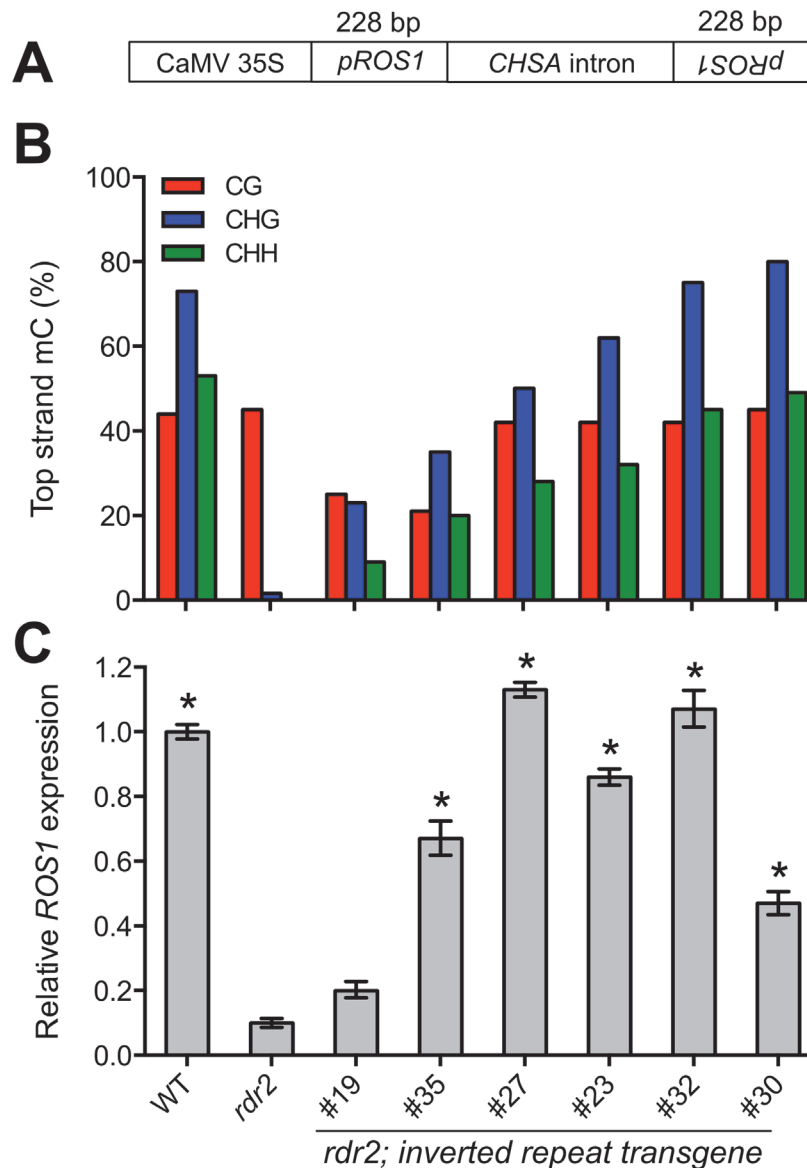 228 bp 228 bp
A CaMV 35S pROS1 CHSA intron pROS1
B
100
80
60
40
20
0
Top strand mC (%)
CG
CHG
CHH
C
1.2
1.0
0.8
0.6
0.4
0.2
0.0
Relative ROS1 expression
* * * * * *
WT rdr2 #19 #35 #27 #23 #32 #30
rdr2; inverted repeat transgene